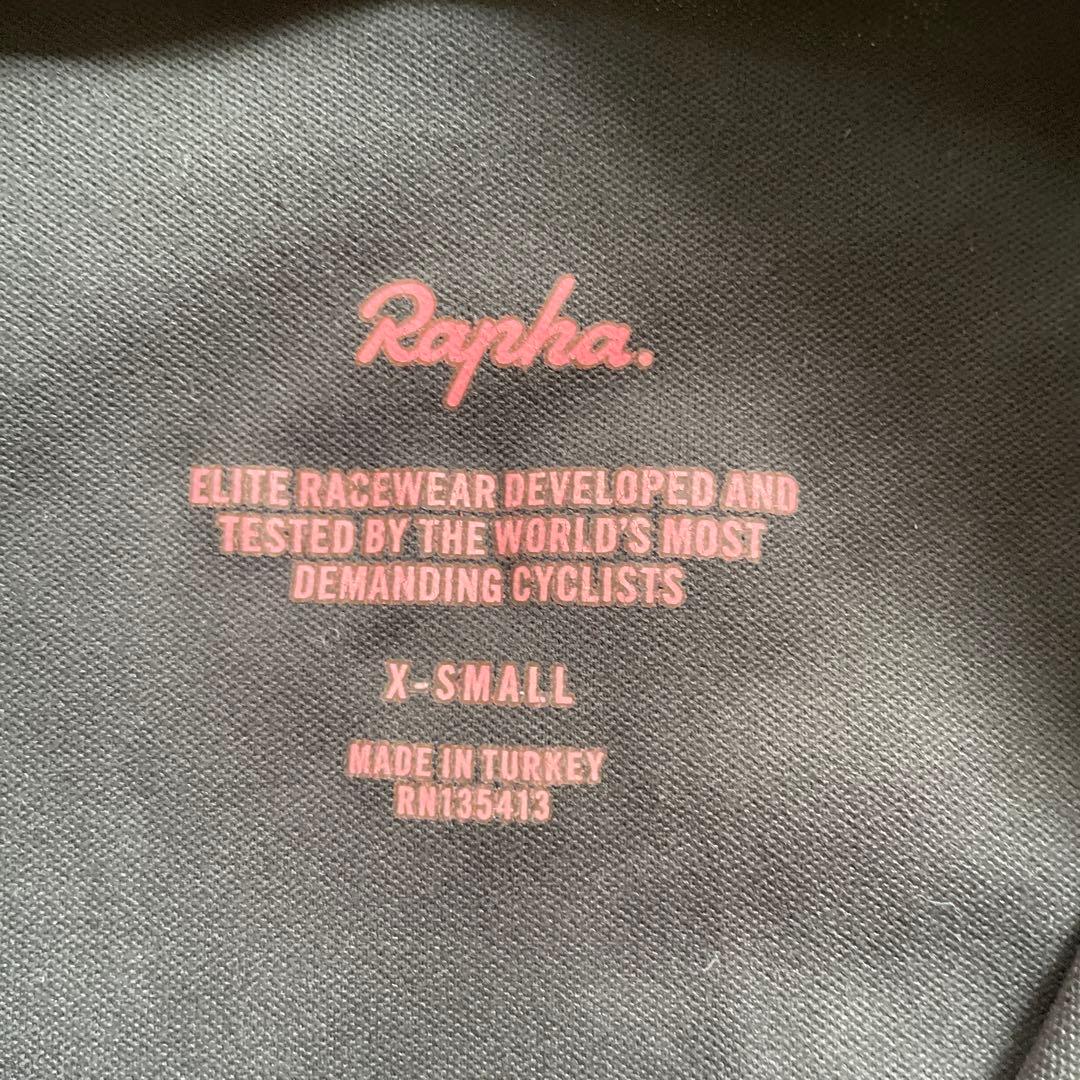 Rapha.
ELITE RACEWEAR DEVELOPED AND
TESTED BY THE WORLD'S MOST
DEMANDING CYCLISTS
X-SMALL
MADE IN TURKEY
RN135413